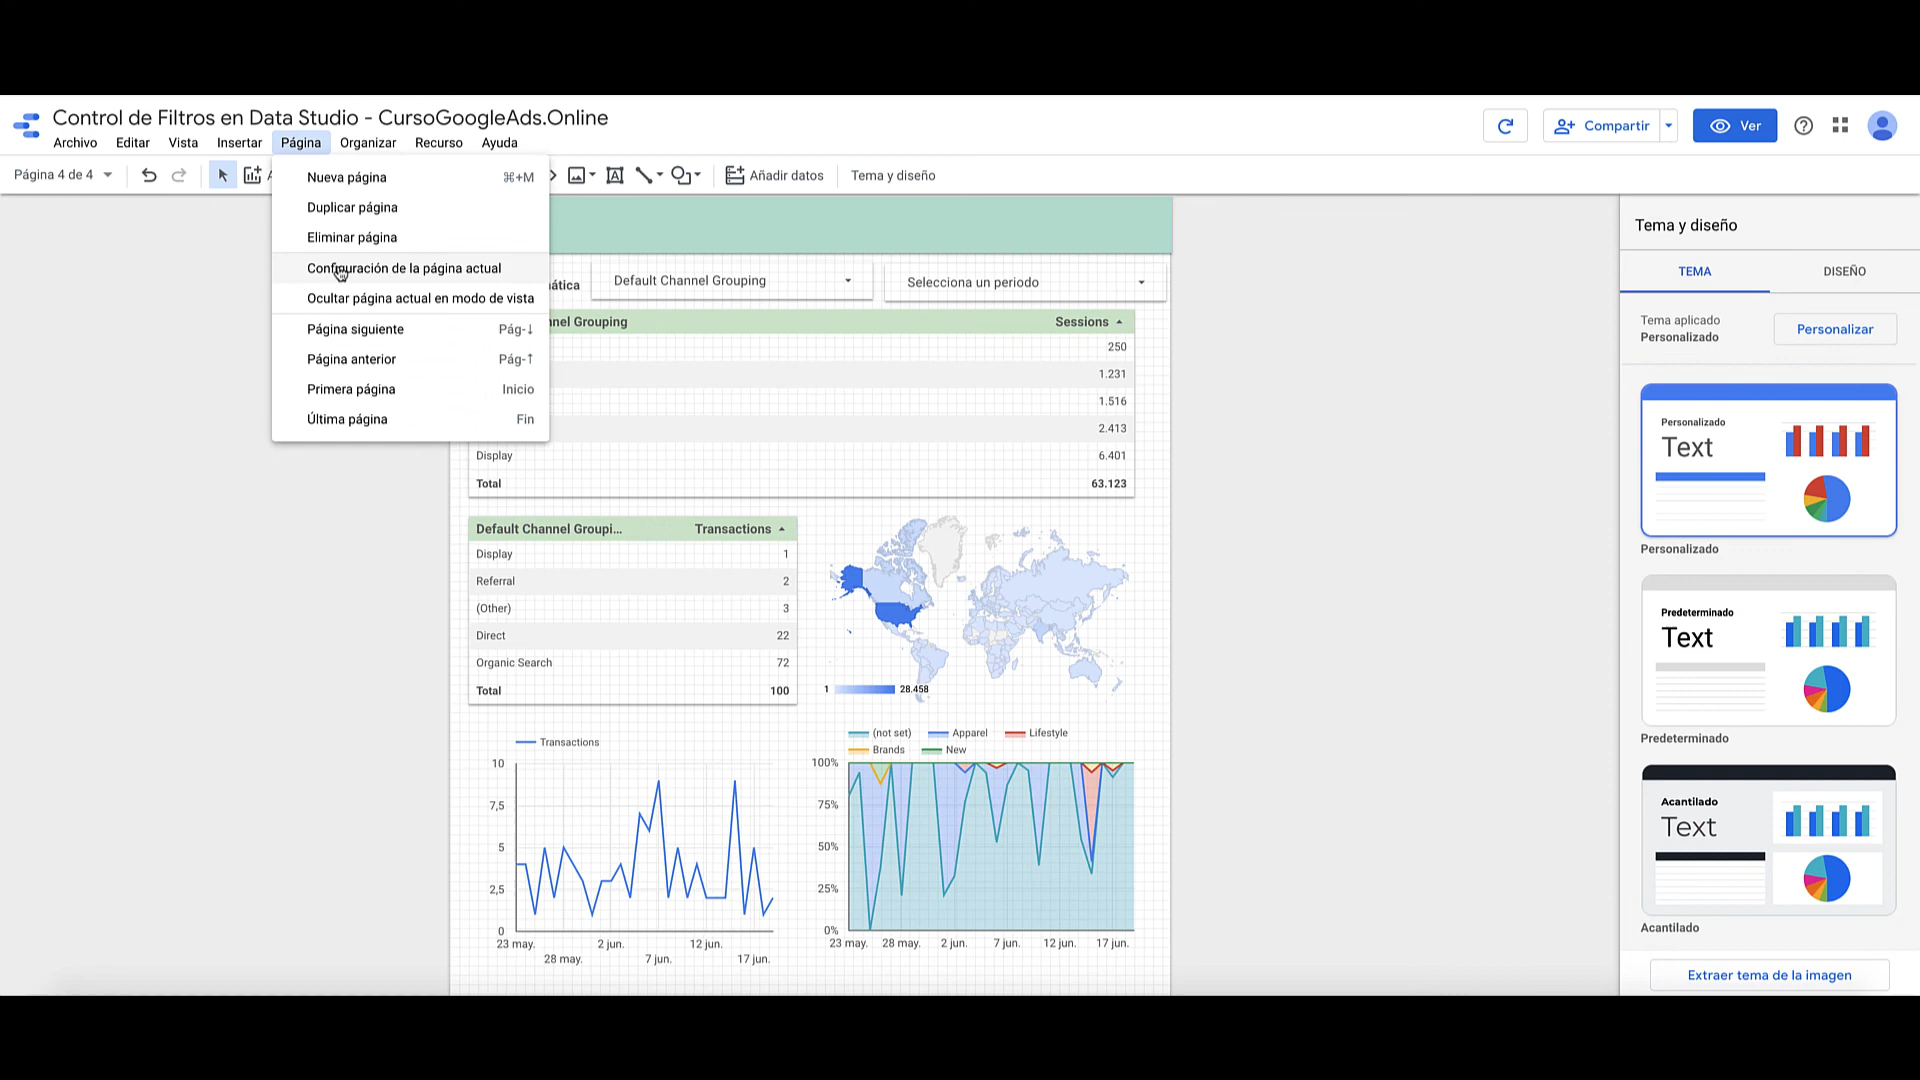 Control de Filtros en Data Studio - CursoGoogleAds.Online
Archivo Editar Vista Insertar Página Organizar Recurso Ayuda
Compartir Ver
Página 4 de 4
Añadir datos Tema y diseño
Nueva página ⌘+M
Duplicar página
Eliminar página
Configuración de la página actual
Ocultar página actual en modo de vista
Página siguiente Pág-↓
Página anterior Pág-↑
Primera página Inicio
Última página Fin
Default Channel Grouping
Selecciona un periodo
Grouping Sessions
250
1.231
1.516
2.413
Display 6.401
Total 63.123
Default Channel Groupi... Transactions
Display 1
Referral 2
(Other) 3
Direct 22
Organic Search 72
Total 100
1 28.458
Transactions
10
7,5
5
2,5
0
23 may. 2 jun. 12 jun.
28 may. 7 jun. 17 jun.
(not set) Apparel Lifestyle
Brands New
100%
75%
50%
25%
0%
23 may. 28 may. 2 jun. 7 jun. 12 jun. 17 jun.
Tema y diseño
TEMA DISEÑO
Tema aplicado
Personalizado
Personalizar
Personalizado
Text
Personalizado
Predeterminado
Text
Predeterminado
Acantilado
Text
Acantilado
Extraer tema de la imagen